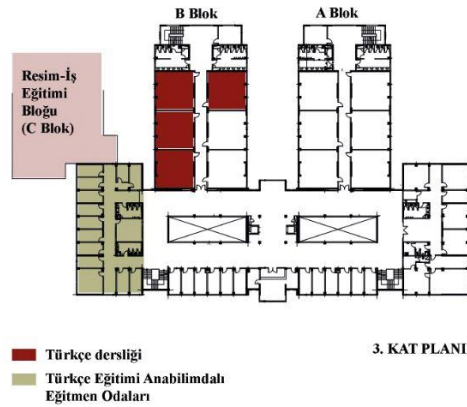 B Blok
A Blok
Resim-İş
Eğitimi
Bloğu
(C Blok)
3. KAT PLANI
Türkçe dersliği
Türkçe Eğitimi Anabilimdalı
Eğitmen Odaları